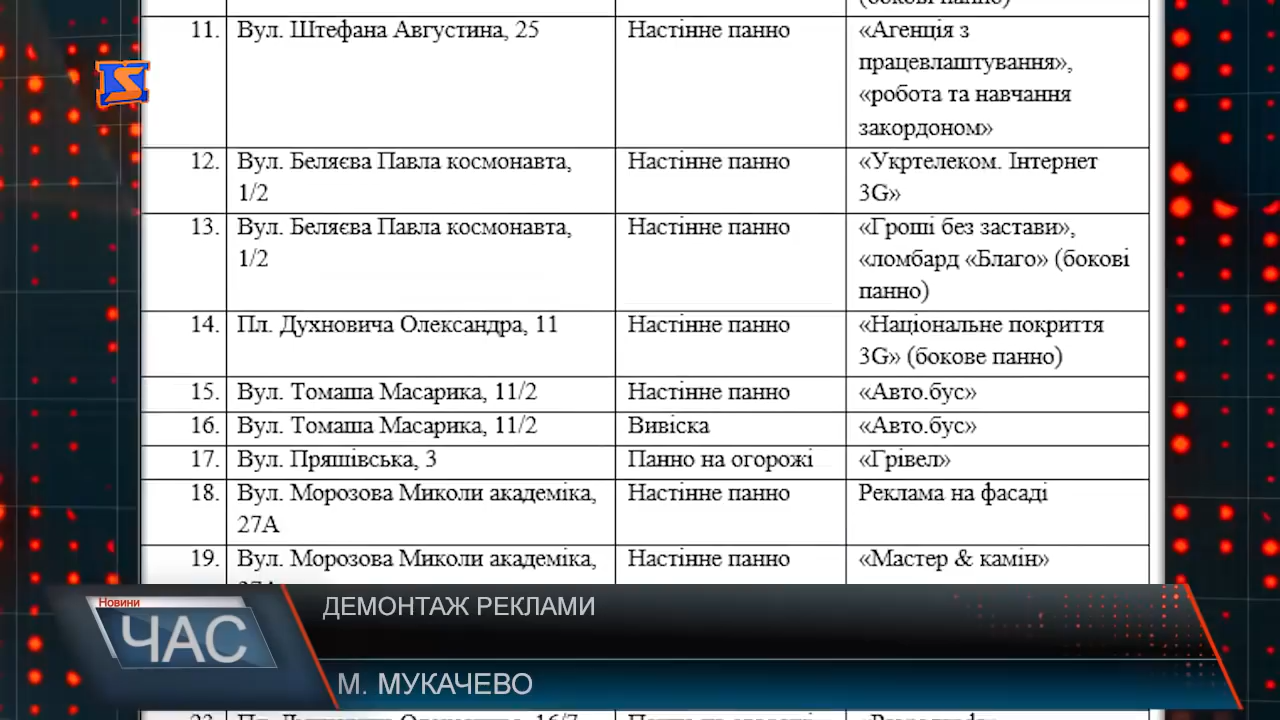 (бокові панно)
11. Вул. Штефана Августина, 25 Настінне панно «Агенція з
працевлаштування»,
«робота та навчання
закордоном»
12. Вул. Беляєва Павла космонавта, Настінне панно «Укртелеком. Інтернет
1/2 3G»
13. Вул. Беляєва Павла космонавта, Настінне панно «Гроші без застави»,
1/2 «ломбард «Благо» (бокові
панно)
14. Пл. Духновича Олександра, 11 Настінне панно «Національне покриття
3G» (бокове панно)
15. Вул. Томаша Масарика, 11/2 Настінне панно «Авто.бус»
16. Вул. Томаша Масарика, 11/2 Вивіска «Авто.бус»
17. Вул. Пряшівська, 3 Панно на огорожі «Грівел»
18. Вул. Морозова Миколи академіка, Настінне панно Реклама на фасаді
27А
19. Вул. Морозова Миколи академіка, Настінне панно «Мастер & камін»
Новини
ЧАС
ДЕМОНТАЖ РЕКЛАМИ
М. МУКАЧЕВО